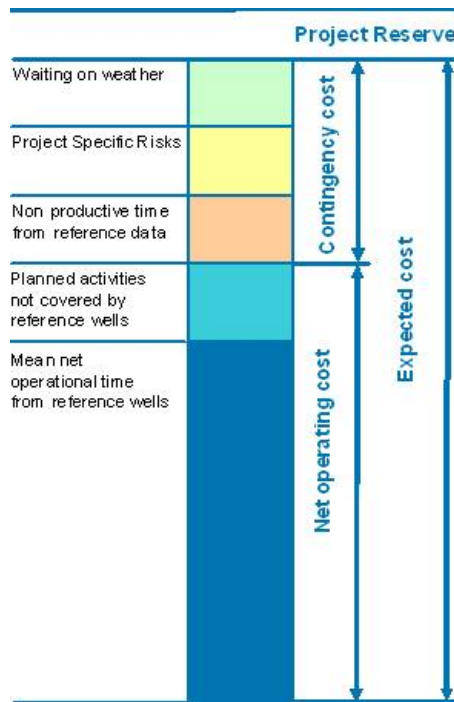 Project Reserve
Waiting on weather
Project Specific Risks
Non productive time
from reference data
Planned activities
not covered by
reference wells
Mean net
operational time
from reference wells
Contingency cost
Net operating cost
Expected cost